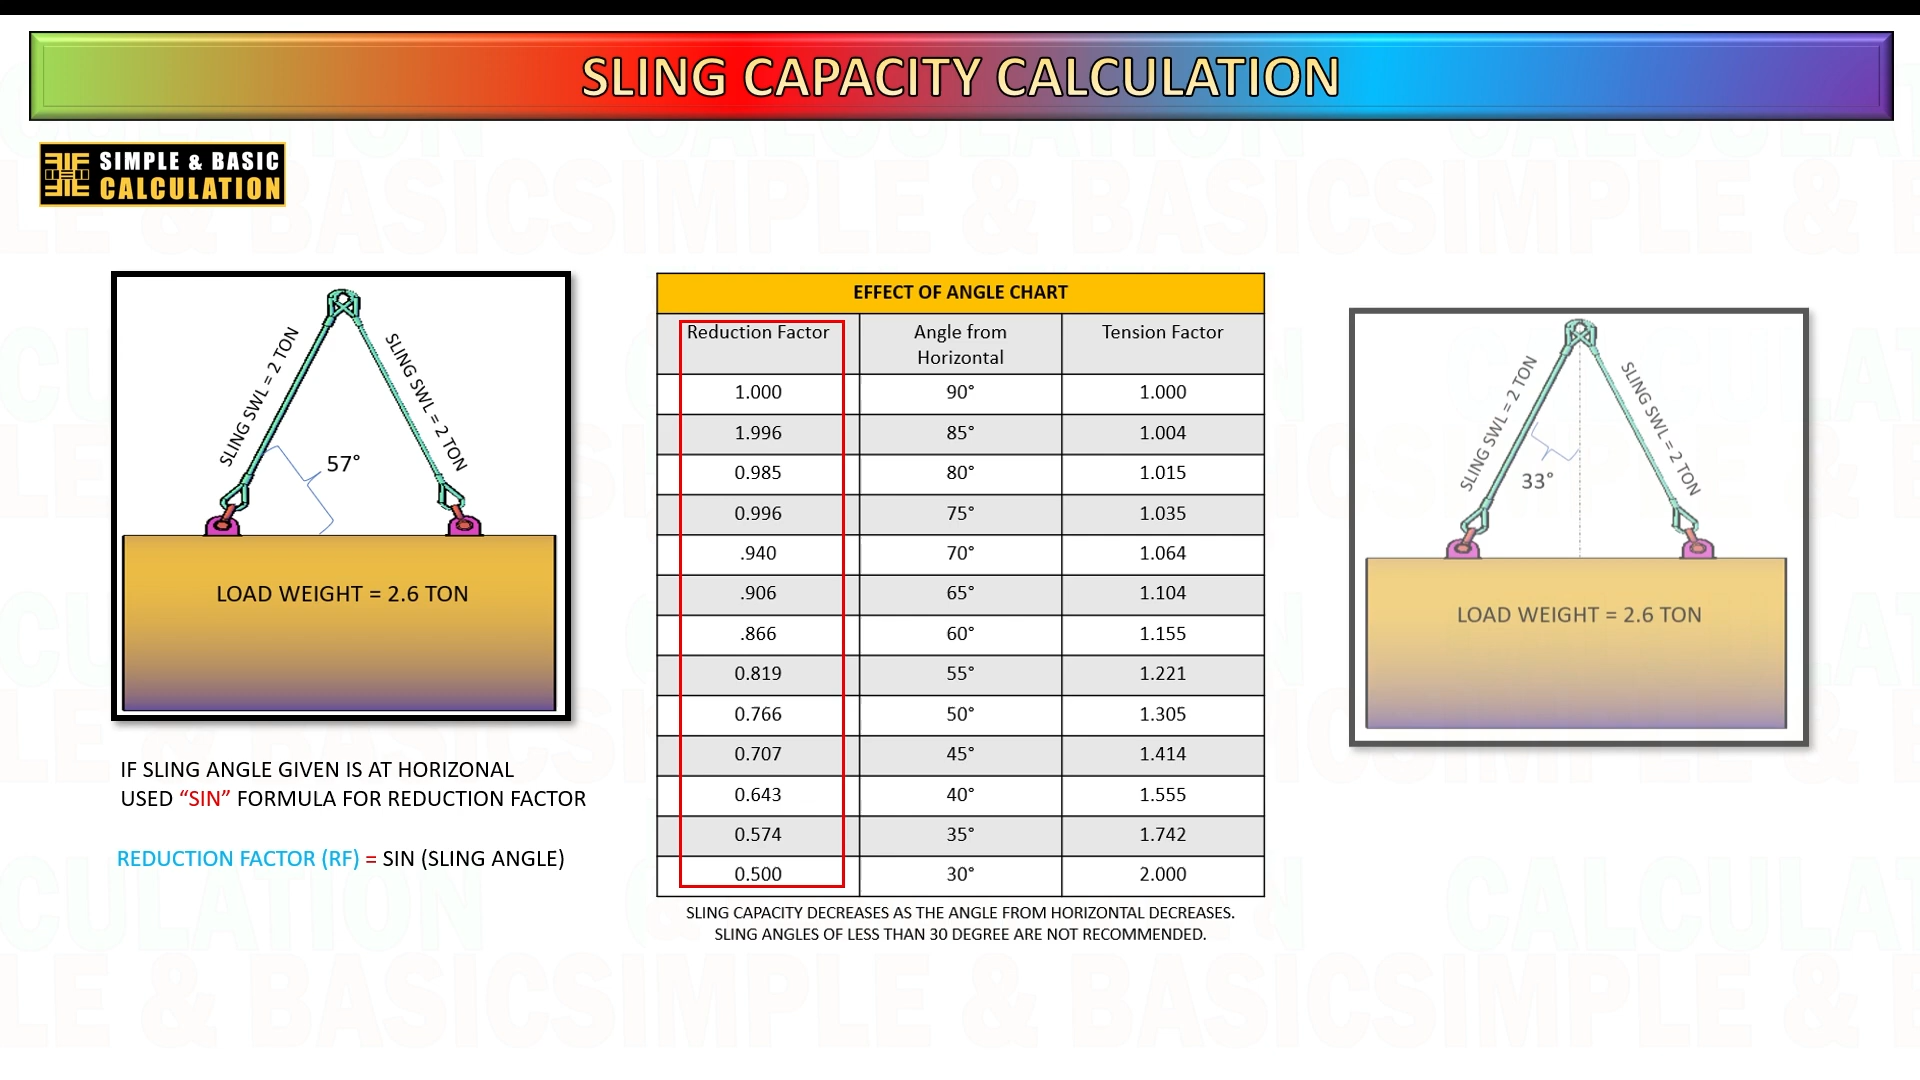 SLING CAPACITY CALCULATION
SIMPLE & BASIC
CALCULATION
SLING SWL = 2 TON
SLING SWL = 2 TON
57°
LOAD WEIGHT = 2.6 TON
IF SLING ANGLE GIVEN IS AT HORIZONAL
USED “SIN” FORMULA FOR REDUCTION FACTOR
REDUCTION FACTOR (RF) = SIN (SLING ANGLE)
EFFECT OF ANGLE CHART
Reduction Factor Angle from Horizontal Tension Factor
1.000 90° 1.000
1.996 85° 1.004
0.985 80° 1.015
0.996 75° 1.035
.940 70° 1.064
.906 65° 1.104
.866 60° 1.155
0.819 55° 1.221
0.766 50° 1.305
0.707 45° 1.414
0.643 40° 1.555
0.574 35° 1.742
0.500 30° 2.000
SLING CAPACITY DECREASES AS THE ANGLE FROM HORIZONTAL DECREASES.
SLING ANGLES OF LESS THAN 30 DEGREE ARE NOT RECOMMENDED.
SLING SWL = 2 TON
SLING SWL = 2 TON
33°
LOAD WEIGHT = 2.6 TON